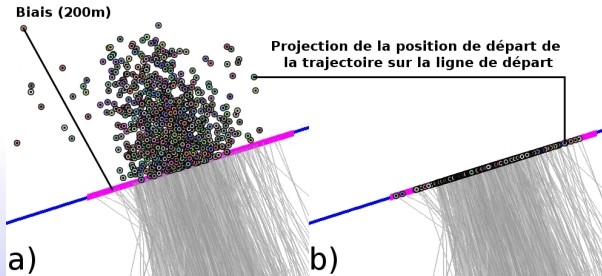 Biais (200m)
Projection de la position de départ de
la trajectoire sur la ligne de départ
a)
b)